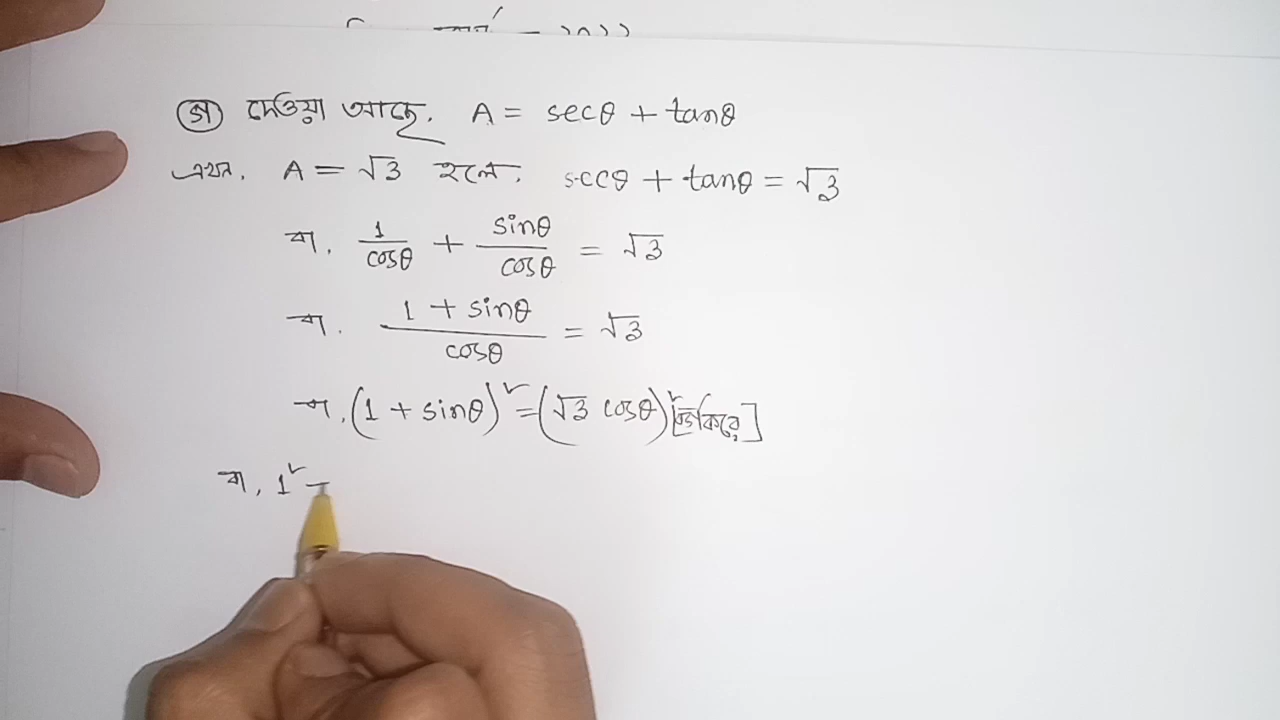 গ দেওয়া আছে, A = secθ + tanθ
এখন, A = √3 হলে, secθ + tanθ = √3
বা, 1/cosθ + sinθ/cosθ = √3
বা, (1 + sinθ)/cosθ = √3
বা, (1 + sinθ)² = (√3 cosθ)² [বর্গ করে]
বা, 1² –